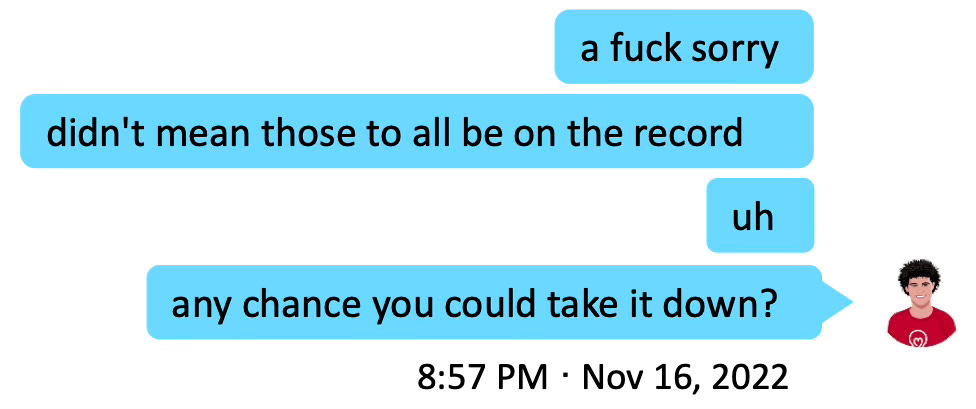 a fuck sorry
didn't mean those to all be on the record
uh
any chance you could take it down?
8:57 PM · Nov 16, 2022